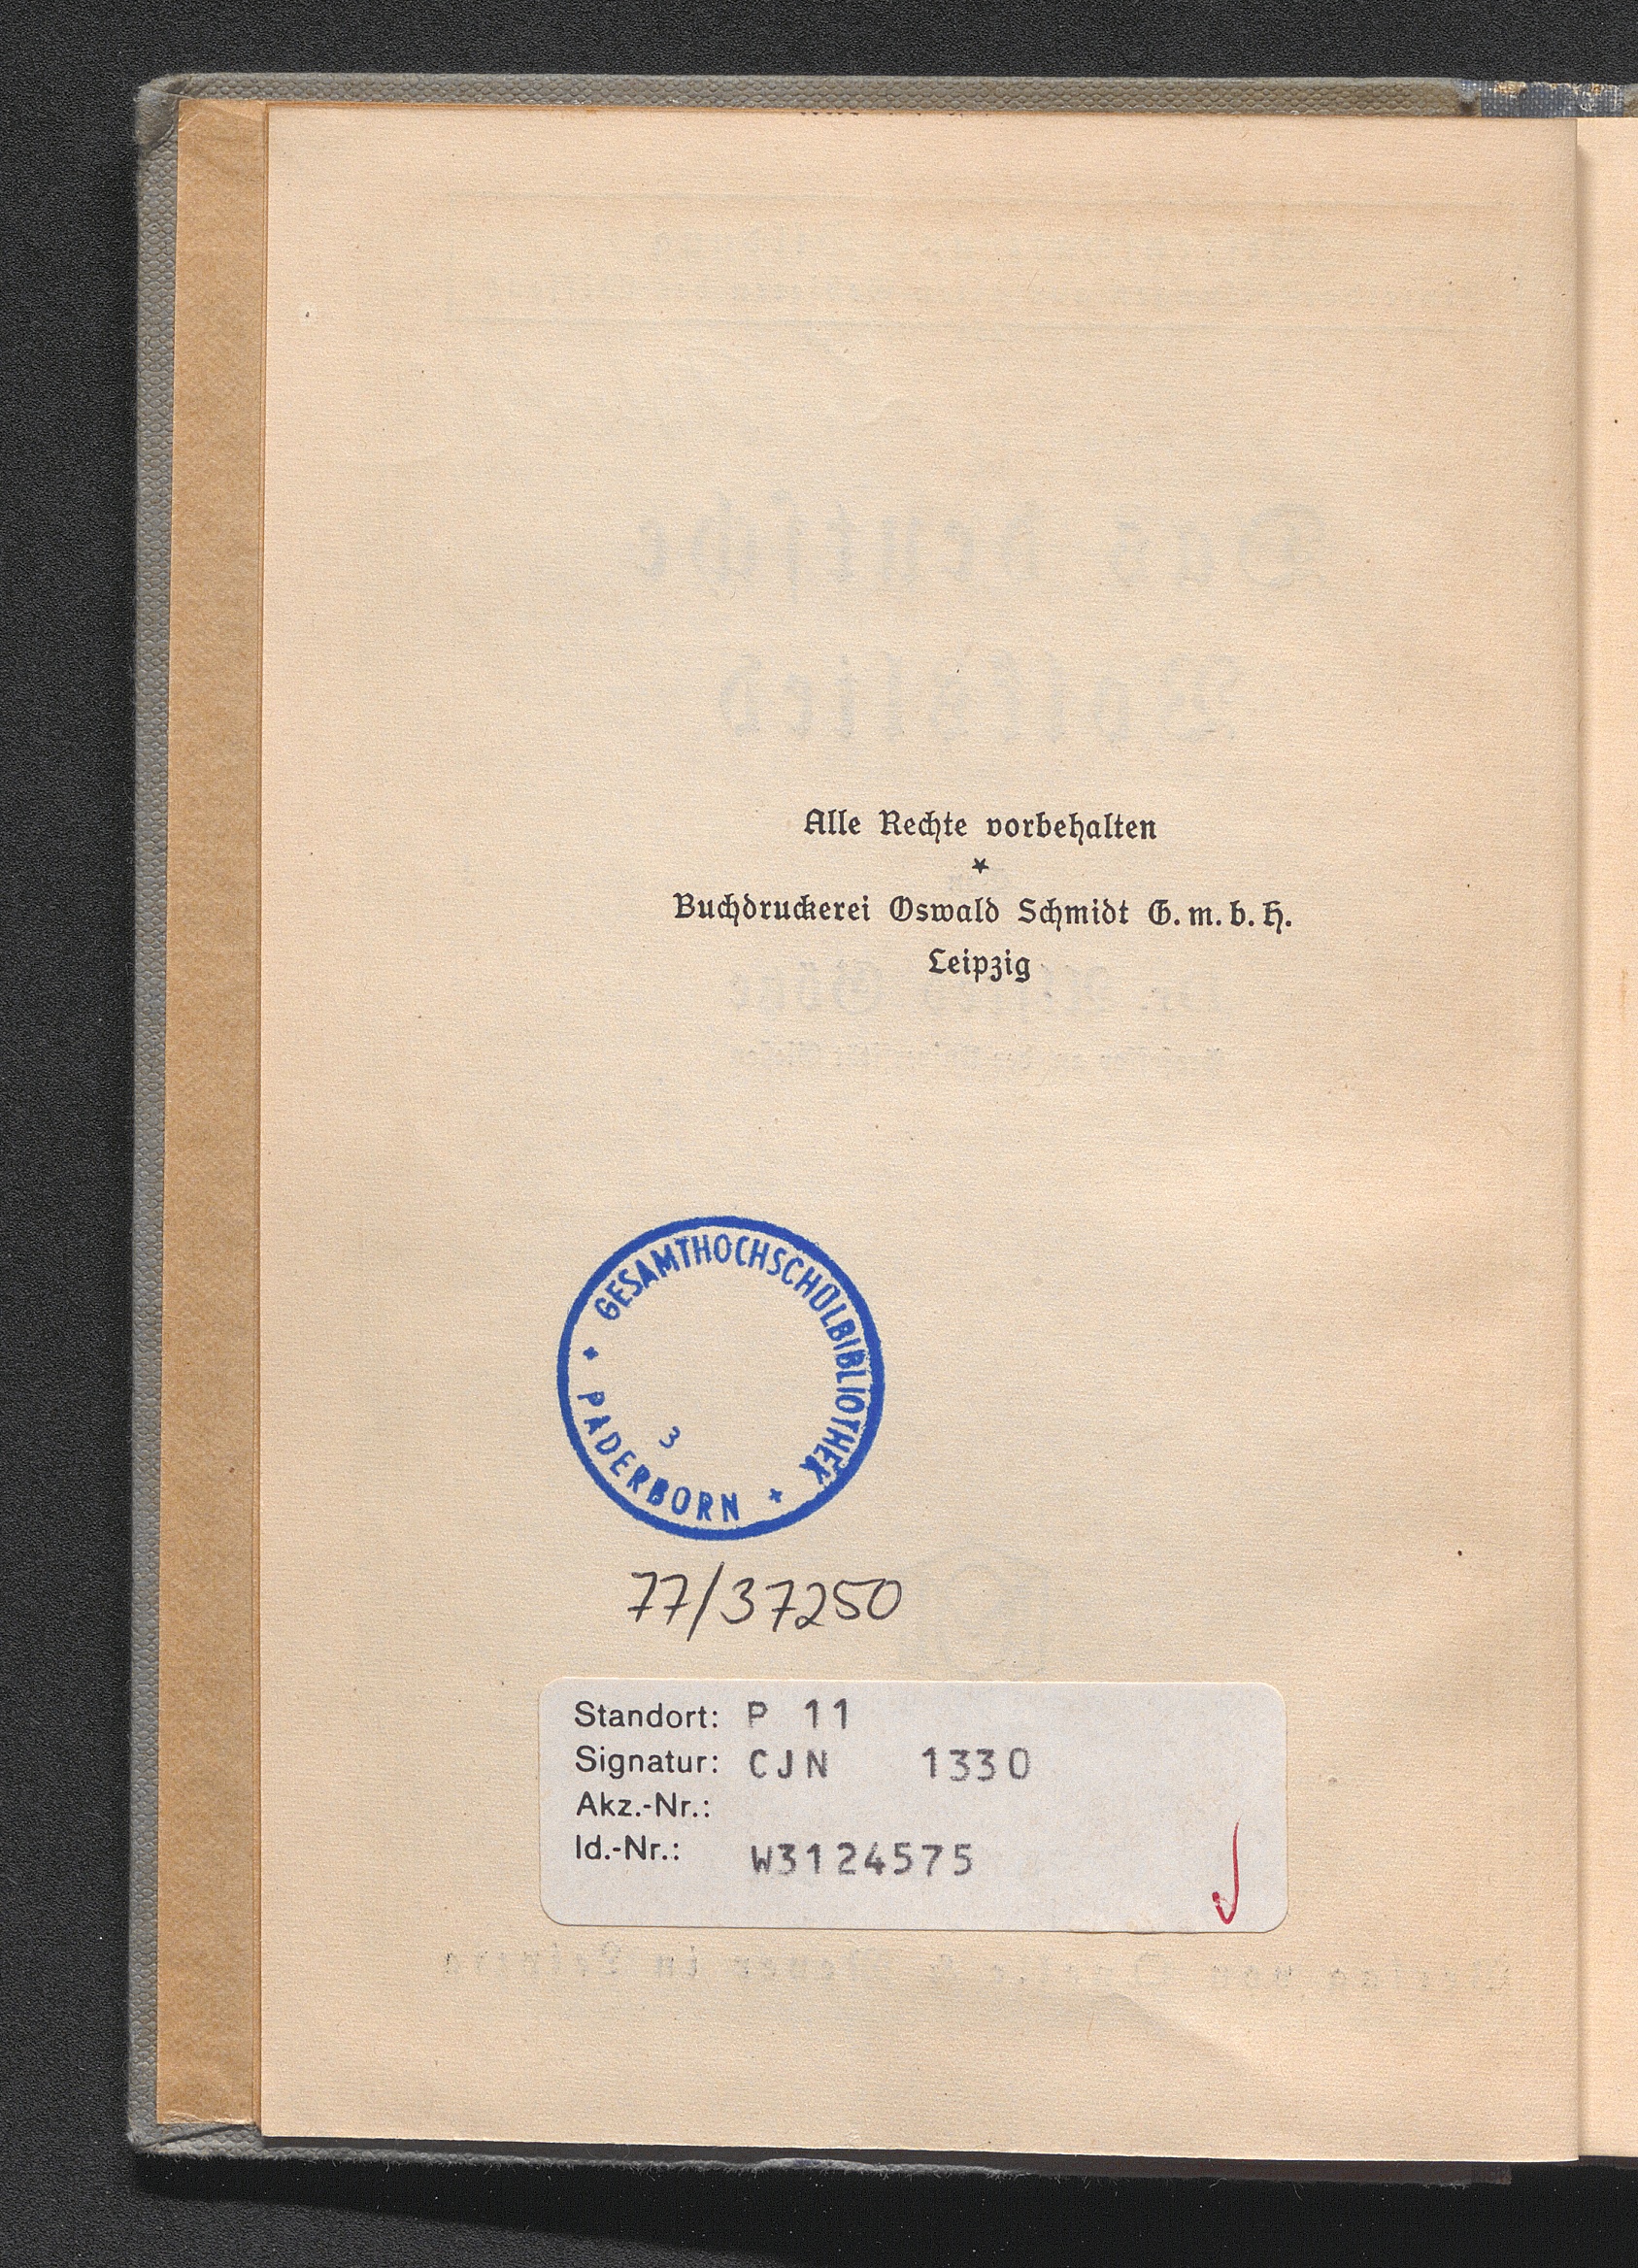 Alle Rechte vorbehalten
*
Buchdruckerei Oswald Schmidt G. m. b. H.
Leipzig
GESAMTHOCHSCHULBIBLIOTHEK
+ PADERBORN +
3
77/37250
Standort: P 11
Signatur: CJN 1330
Akz.-Nr.:
Id.-Nr.: W3124575